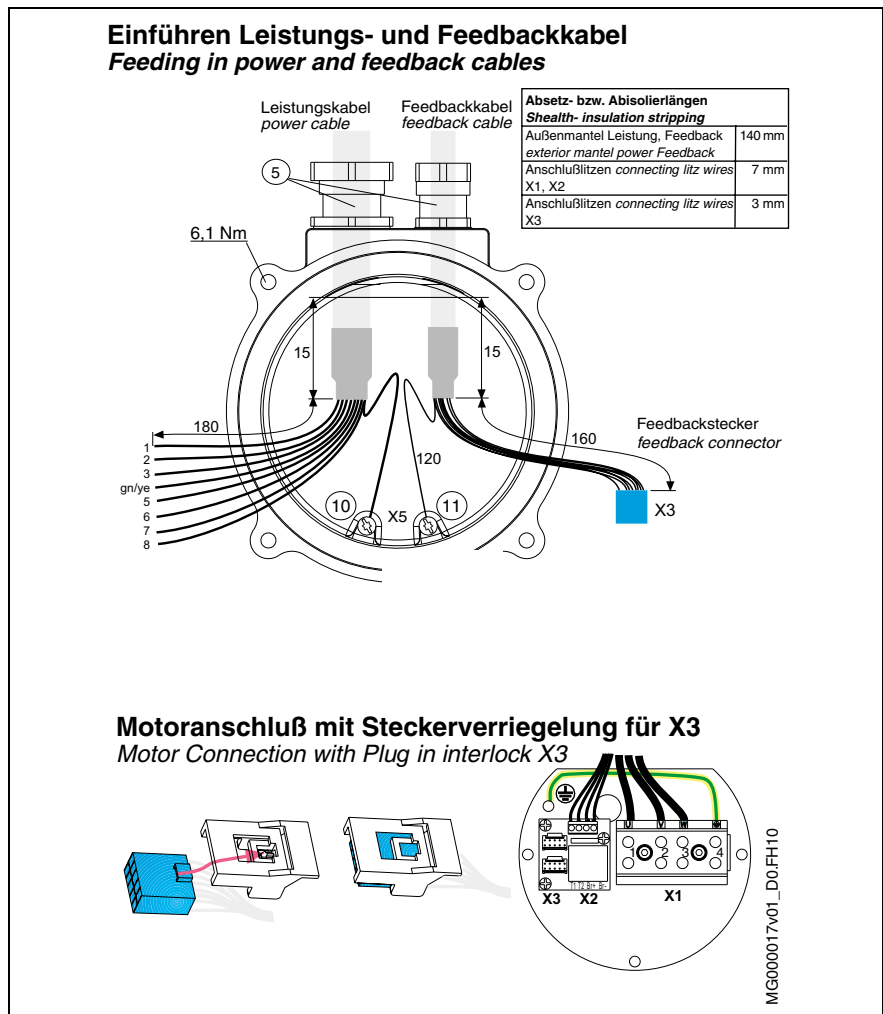 Einführen Leistungs- und Feedbackkabel
Feeding in power and feedback cables
Leistungskabel
power cable
Feedbackkabel
feedback cable
Absetz- bzw. Abisolierlängen
Shealth- insulation stripping
Außenmantel Leistung, Feedback 140 mm
exterior mantel power Feedback
Anschlußlitzen connecting litz wires 7 mm
X1, X2
Anschlußlitzen connecting litz wires 3 mm
X3
5
6,1 Nm
15
15
180
160
120
Feedbackstecker
feedback connector
1
2
3
gn/ye
5
6
7
8
10
X5
11
X3
Motoranschluß mit Steckerverriegelung für X3
Motor Connection with Plug in interlock X3
U V W
1 2 3 4
T1 T2 Br+ Br-
X3 X2 X1
MG000017v01_D0.FH10